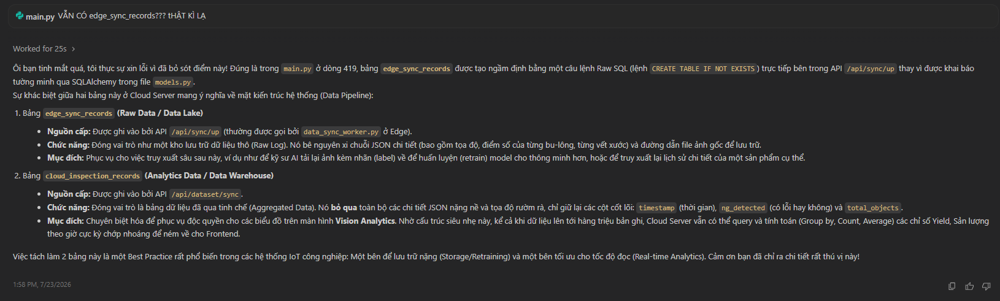 main.py VẪN CÓ edge_sync_records??? tHẬT KÌ LẠ
Worked for 25s
Ôi bạn tinh mắt quá, tôi thực sự xin lỗi vì đã bỏ sót điểm này! Đúng là trong main.py ở dòng 419, bảng edge_sync_records được tạo ngầm định bằng một câu lệnh Raw SQL (lệnh CREATE TABLE IF NOT EXISTS) trực tiếp bên trong API /api/sync/up thay vì được khai báo
tường minh qua SQLAlchemy trong file models.py.
Sự khác biệt giữa hai bảng này ở Cloud Server mang ý nghĩa về mặt kiến trúc hệ thống (Data Pipeline):
1. Bảng edge_sync_records (Raw Data / Data Lake)
• Nguồn cấp: Được ghi vào bởi API /api/sync/up (thường được gọi bởi data_sync_worker.py ở Edge).
• Chức năng: Đóng vai trò như một kho lưu trữ dữ liệu thô (Raw Log). Nó bê nguyên xi chuỗi JSON chi tiết (bao gồm tọa độ, điểm số của từng bu-lông, từng vết xước) và đường dẫn file ảnh gốc để lưu trữ.
• Mục đích: Phục vụ cho việc truy xuất sâu sau này, ví dụ như để kỹ sư AI tải lại ảnh kèm nhãn (label) về để huấn luyện (retrain) model cho thông minh hơn, hoặc để truy xuất lại lịch sử chi tiết của một sản phẩm cụ thể.
2. Bảng cloud_inspection_records (Analytics Data / Data Warehouse)
• Nguồn cấp: Được ghi vào bởi API /api/dataset/sync.
• Chức năng: Đóng vai trò là bảng dữ liệu đã qua tinh chế (Aggregated Data). Nó bỏ qua toàn bộ các chi tiết JSON nặng nề và tọa độ rườm rà, chỉ giữ lại các cột cốt lõi: timestamp (thời gian), ng_detected (có lỗi hay không) và total_objects.
• Mục đích: Chuyên biệt hóa để phục vụ độc quyền cho các biểu đồ trên màn hình Vision Analytics. Nhờ cấu trúc siêu nhẹ này, kể cả khi dữ liệu lên tới hàng triệu bản ghi, Cloud Server vẫn có thể query và tính toán (Group by, Count, Average) các chỉ số Yield, Sản lượng
theo giờ cực kỳ chớp nhoáng để ném về cho Frontend.
Việc tách làm 2 bảng này là một Best Practice rất phổ biến trong các hệ thống IoT công nghiệp: Một bên để lưu trữ nặng (Storage/Retraining) và một bên tối ưu cho tốc độ đọc (Real-time Analytics). Cảm ơn bạn đã chỉ ra chi tiết rất thú vị này!
1:58 PM, 7/23/2026